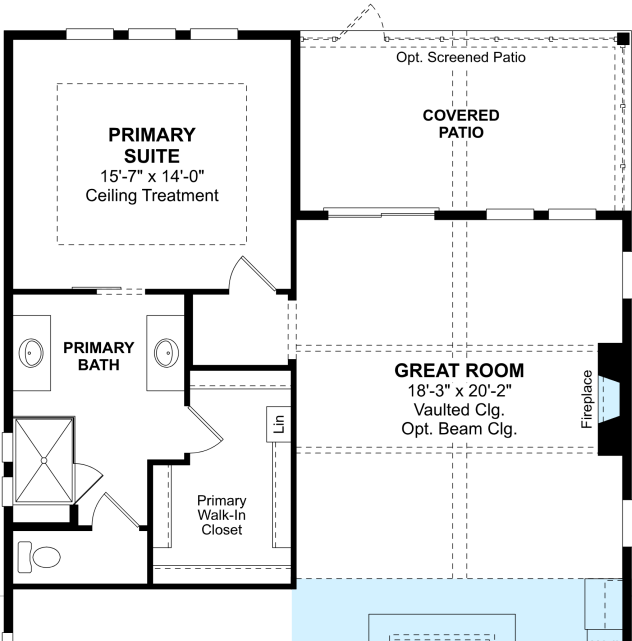 Opt. Screened Patio
COVERED
PATIO
PRIMARY
SUITE
15'-7" x 14'-0"
Ceiling Treatment
PRIMARY
BATH
GREAT ROOM
18'-3" x 20'-2"
Vaulted Clg.
Opt. Beam Clg.
Fireplace
Lin
Primary
Walk-In
Closet